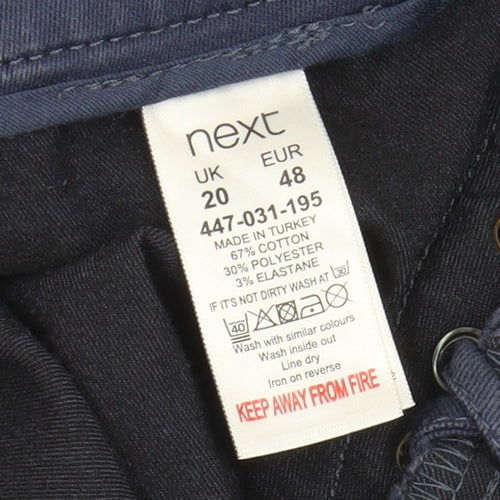 next
UK EUR
20 48
447-031-195
MADE IN TURKEY
67% COTTON
30% POLYESTER
3% ELASTANE
IF IT'S NOT DIRTY WASH AT 30
40
Wash with similar colours
Wash inside out
Line dry
Iron on reverse
KEEP AWAY FROM FIRE